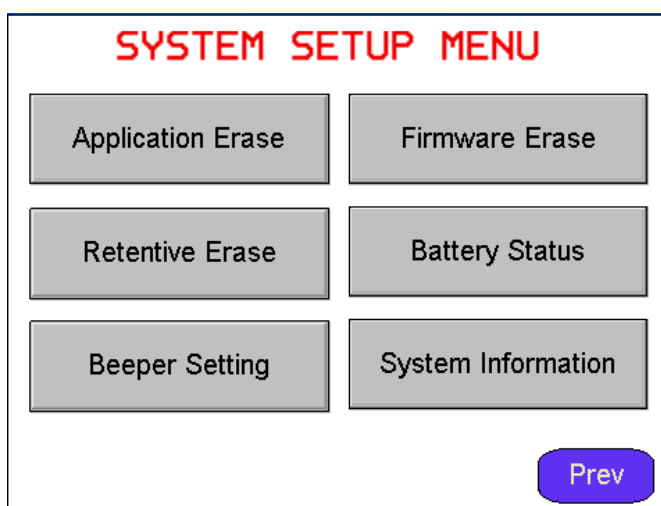 SYSTEM SETUP MENU
Application Erase
Firmware Erase
Retentive Erase
Battery Status
Beeper Setting
System Information
Prev